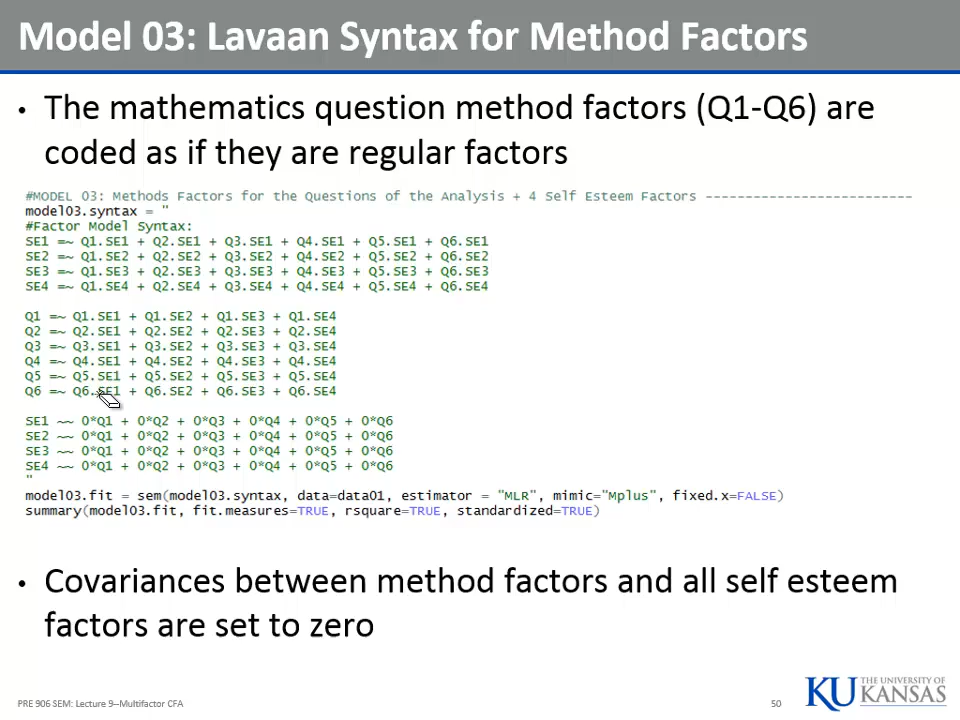 Model 03: Lavaan Syntax for Method Factors
• The mathematics question method factors (Q1-Q6) are
coded as if they are regular factors
#MODEL 03: Methods Factors for the Questions of the Analysis + 4 Self Esteem Factors --------------------------
model03.syntax = "
#Factor Model Syntax:
SE1 =~ Q1.SE1 + Q2.SE1 + Q3.SE1 + Q4.SE1 + Q5.SE1 + Q6.SE1
SE2 =~ Q1.SE2 + Q2.SE2 + Q3.SE2 + Q4.SE2 + Q5.SE2 + Q6.SE2
SE3 =~ Q1.SE3 + Q2.SE3 + Q3.SE3 + Q4.SE3 + Q5.SE3 + Q6.SE3
SE4 =~ Q1.SE4 + Q2.SE4 + Q3.SE4 + Q4.SE4 + Q5.SE4 + Q6.SE4
Q1 =~ Q1.SE1 + Q1.SE2 + Q1.SE3 + Q1.SE4
Q2 =~ Q2.SE1 + Q2.SE2 + Q2.SE3 + Q2.SE4
Q3 =~ Q3.SE1 + Q3.SE2 + Q3.SE3 + Q3.SE4
Q4 =~ Q4.SE1 + Q4.SE2 + Q4.SE3 + Q4.SE4
Q5 =~ Q5.SE1 + Q5.SE2 + Q5.SE3 + Q5.SE4
Q6 =~ Q6.SE1 + Q6.SE2 + Q6.SE3 + Q6.SE4
SE1 ~~ 0*Q1 + 0*Q2 + 0*Q3 + 0*Q4 + 0*Q5 + 0*Q6
SE2 ~~ 0*Q1 + 0*Q2 + 0*Q3 + 0*Q4 + 0*Q5 + 0*Q6
SE3 ~~ 0*Q1 + 0*Q2 + 0*Q3 + 0*Q4 + 0*Q5 + 0*Q6
SE4 ~~ 0*Q1 + 0*Q2 + 0*Q3 + 0*Q4 + 0*Q5 + 0*Q6
"
model03.fit = sem(model03.syntax, data=data01, estimator = "MLR", mimic="Mplus", fixed.x=FALSE)
summary(model03.fit, fit.measures=TRUE, rsquare=TRUE, standardized=TRUE)
• Covariances between method factors and all self esteem
factors are set to zero
PRE 906 SEM: Lecture 9--Multifactor CFA
50
KU THE UNIVERSITY OF
KANSAS